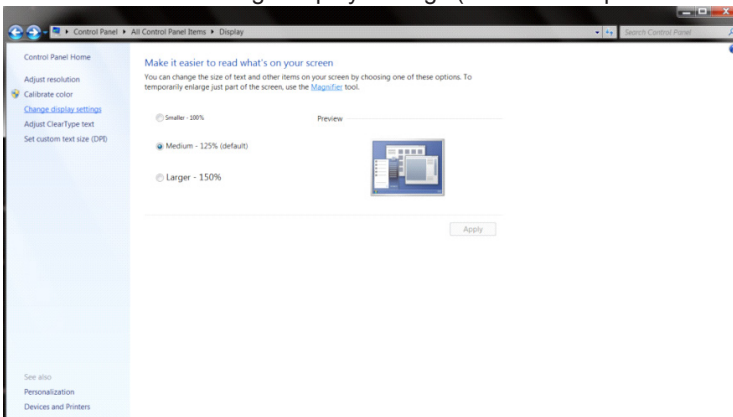 Control Panel ▸ All Control Panel Items ▸ Display
Search Control Panel
Control Panel Home
Adjust resolution
Calibrate color
Change display settings
Adjust ClearType text
Set custom text size (DPI)
Make it easier to read what's on your screen
You can change the size of text and other items on your screen by choosing one of these options. To
temporarily enlarge just part of the screen, use the Magnifier tool.
Smaller - 100%
Preview
Medium - 125% (default)
Larger - 150%
Apply
See also
Personalization
Devices and Printers